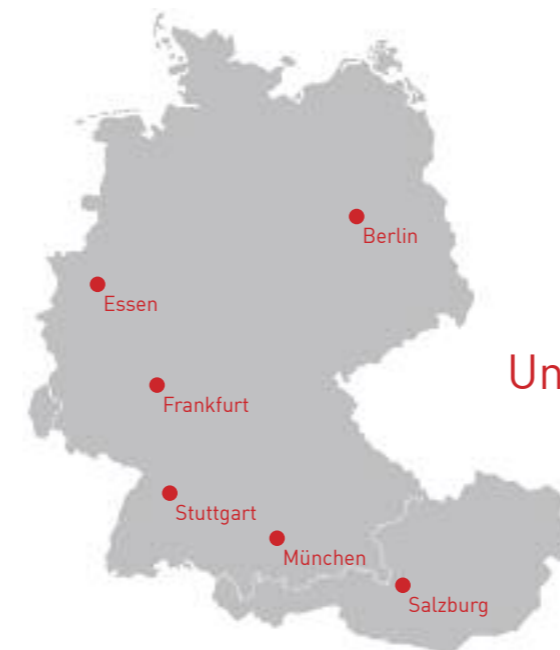 Berlin
Essen
Un
Frankfurt
Stuttgart
München
Salzburg